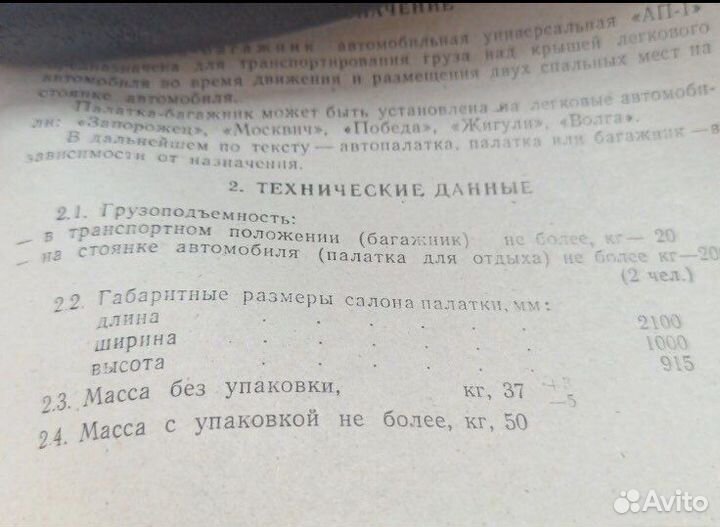 НАЧЕНИЕ
багажник автомобильная универсальная «АП-1»
предназначена для транспортирования груза над крышей легкового
автомобиля во время движения и размещения двух спальных мест на
стоянке автомобиля.
Палатка-багажник может быть установлена на легковые автомоби-
ли: «Запорожец», «Москвич», «Победа», «Жигули», «Волга».
В дальнейшем по тексту — автопалатка, палатка или багажник — в
зависимости от назначения.
2. ТЕХНИЧЕСКИЕ ДАННЫЕ
2.1. Грузоподъемность:
— в транспортном положении (багажник) не более, кг — 20
— на стоянке автомобиля (палатка для отдыха) не более кг — 20
(2 чел.)
2.2. Габаритные размеры салона палатки, мм:
длина . . . . . . 2100
ширина . . . . . . 1000
высота . . . . . . 915
2.3. Масса без упаковки, кг, 37 —5
2.4. Масса с упаковкой не более, кг, 50
Avito